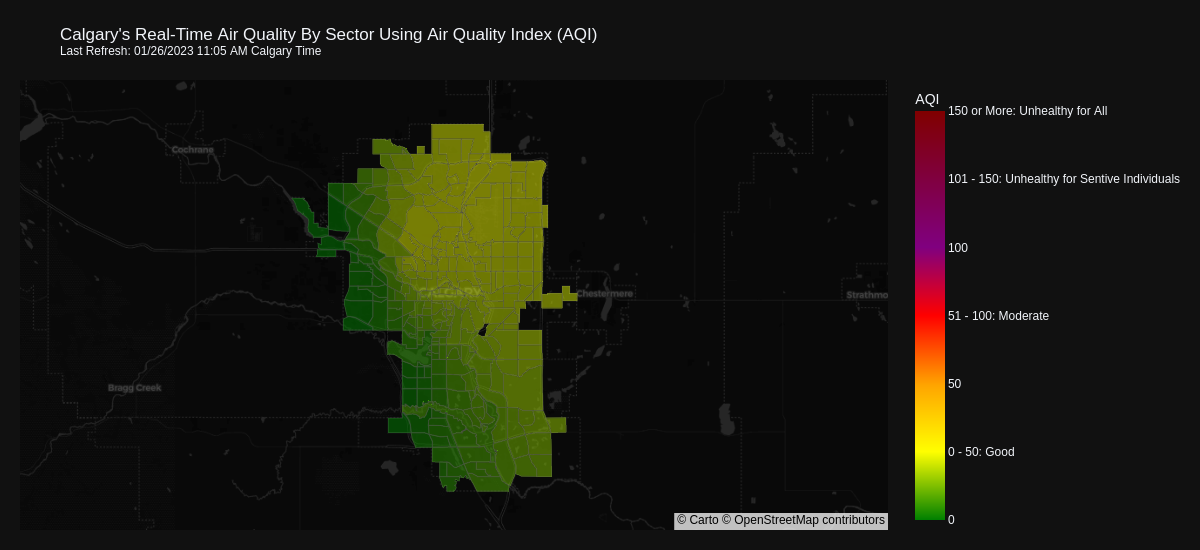 Calgary's Real-Time Air Quality By Sector Using Air Quality Index (AQI)
Last Refresh: 01/26/2023 11:05 AM Calgary Time
AQI
150 or More: Unhealthy for All
101 - 150: Unhealthy for Sentive Individuals
100
51 - 100: Moderate
50
0 - 50: Good
0
Cochrane
CALGARY
Chestermere
Strathmo
Bragg Creek
© Carto © OpenStreetMap contributors